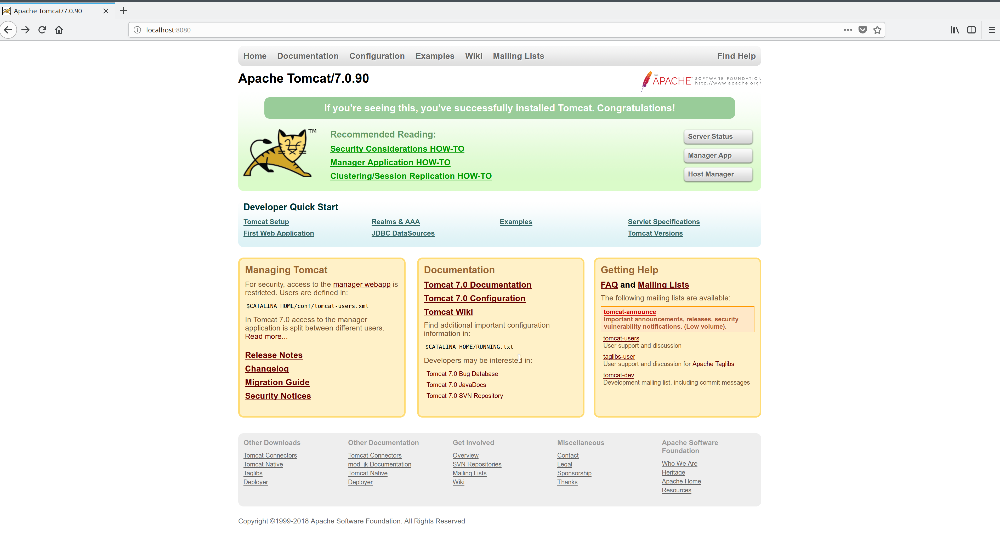 Apache Tomcat/7.0.90
localhost:8080
Home Documentation Configuration Examples Wiki Mailing Lists Find Help
Apache Tomcat/7.0.90
THE APACHE SOFTWARE FOUNDATION
http://www.apache.org/
If you're seeing this, you've successfully installed Tomcat. Congratulations!
TM
Recommended Reading:
Security Considerations HOW-TO
Manager Application HOW-TO
Clustering/Session Replication HOW-TO
Server Status
Manager App
Host Manager
Developer Quick Start
Tomcat Setup
First Web Application
Realms & AAA
JDBC DataSources
Examples
Servlet Specifications
Tomcat Versions
Managing Tomcat
For security, access to the manager webapp is
restricted. Users are defined in:
$CATALINA_HOME/conf/tomcat-users.xml
In Tomcat 7.0 access to the manager
application is split between different users.
Read more...
Release Notes
Changelog
Migration Guide
Security Notices
Documentation
Tomcat 7.0 Documentation
Tomcat 7.0 Configuration
Tomcat Wiki
Find additional important configuration
information in:
$CATALINA_HOME/RUNNING.txt
Developers may be interested in:
Tomcat 7.0 Bug Database
Tomcat 7.0 JavaDocs
Tomcat 7.0 SVN Repository
Getting Help
FAQ and Mailing Lists
The following mailing lists are available:
tomcat-announce
Important announcements, releases, security
vulnerability notifications. (Low volume).
tomcat-users
User support and discussion
taglibs-user
User support and discussion for Apache Taglibs
tomcat-dev
Development mailing list, including commit messages
Other Downloads
Tomcat Connectors
Tomcat Native
Taglibs
Deployer
Other Documentation
Tomcat Connectors
mod_jk Documentation
Tomcat Native
Deployer
Get Involved
Overview
SVN Repositories
Mailing Lists
Wiki
Miscellaneous
Contact
Legal
Sponsorship
Thanks
Apache Software
Foundation
Who We Are
Heritage
Apache Home
Resources
Copyright ©1999-2018 Apache Software Foundation. All Rights Reserved